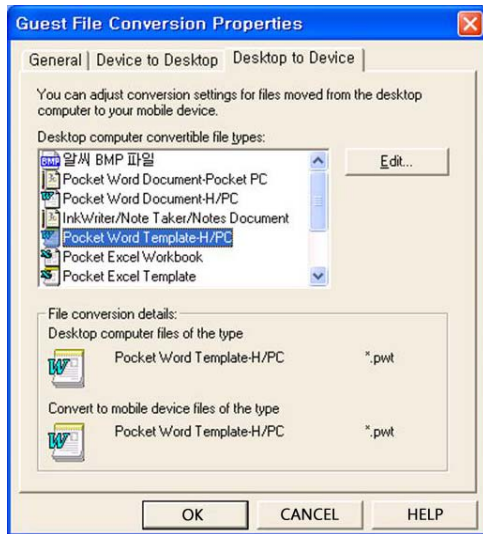 Guest File Conversion Properties
General Device to Desktop Desktop to Device
You can adjust conversion settings for files moved from the desktop
computer to your mobile device.
Desktop computer convertible file types:
알씨 BMP 파일
Edit...
Pocket Word Document-Pocket PC
Pocket Word Document-H/PC
InkWriter/Note Taker/Notes Document
Pocket Word Template-H/PC
Pocket Excel Workbook
Pocket Excel Template
File conversion details:
Desktop computer files of the type
Pocket Word Template-H/PC *.pwt
Convert to mobile device files of the type
Pocket Word Template-H/PC *.pwt
OK CANCEL HELP